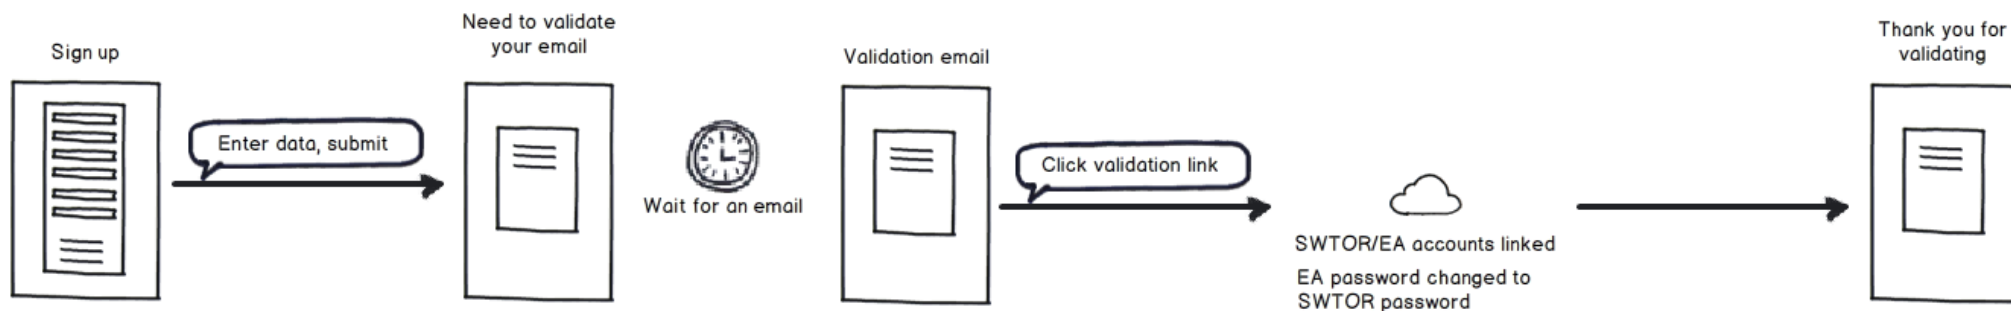 Sign up
Enter data, submit
Need to validate
your email
Wait for an email
Validation email
Click validation link
SWTOR/EA accounts linked
EA password changed to
SWTOR password
Thank you for
validating